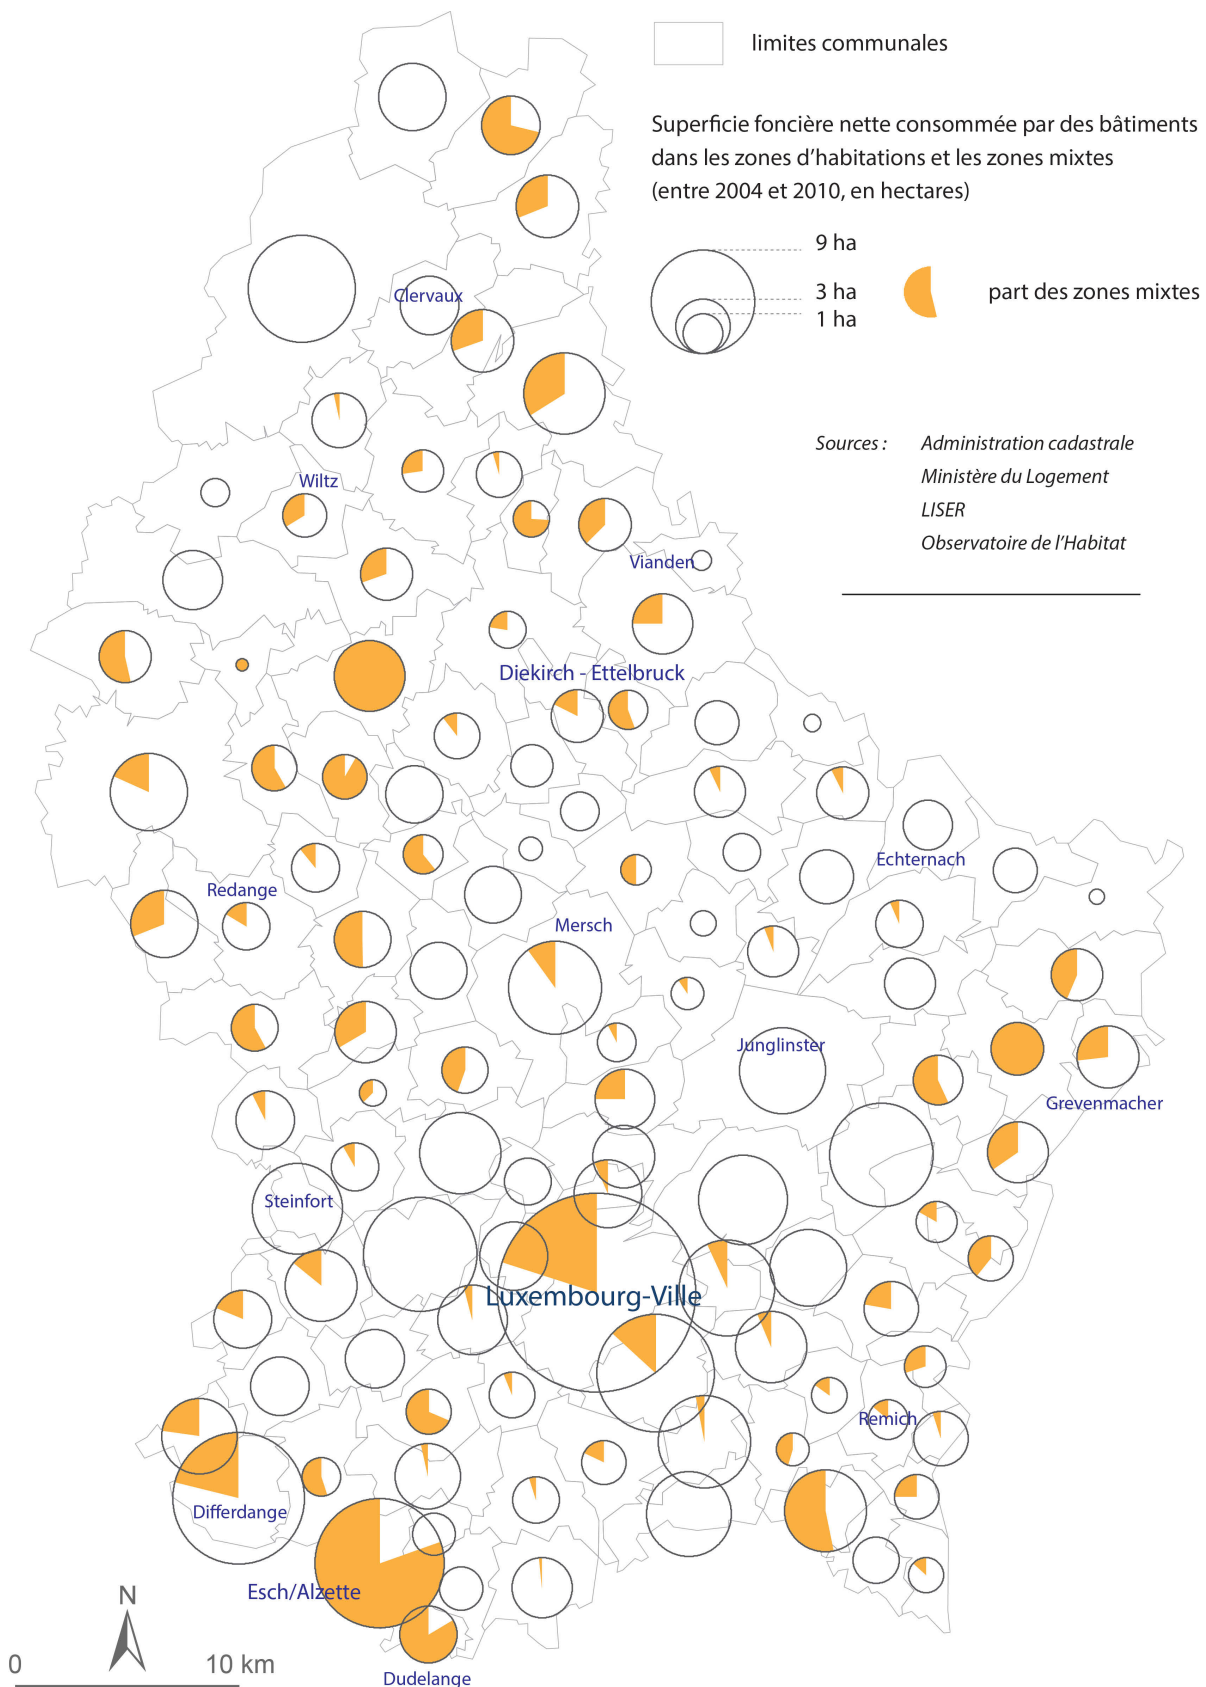 limites communales
Superficie foncière nette consommée par des bâtiments
dans les zones d'habitations et les zones mixtes
(entre 2004 et 2010, en hectares)
9 ha
3 ha
1 ha
part des zones mixtes
Sources : Administration cadastrale
Ministère du Logement
LISER
Observatoire de l'Habitat
Clervaux
Wiltz
Vianden
Diekirch - Ettelbruck
Echternach
Redange
Mersch
Junglinster
Grevenmacher
Steinfort
Luxembourg-Ville
Remich
Differdange
Esch/Alzette
Dudelange
N
0 10 km